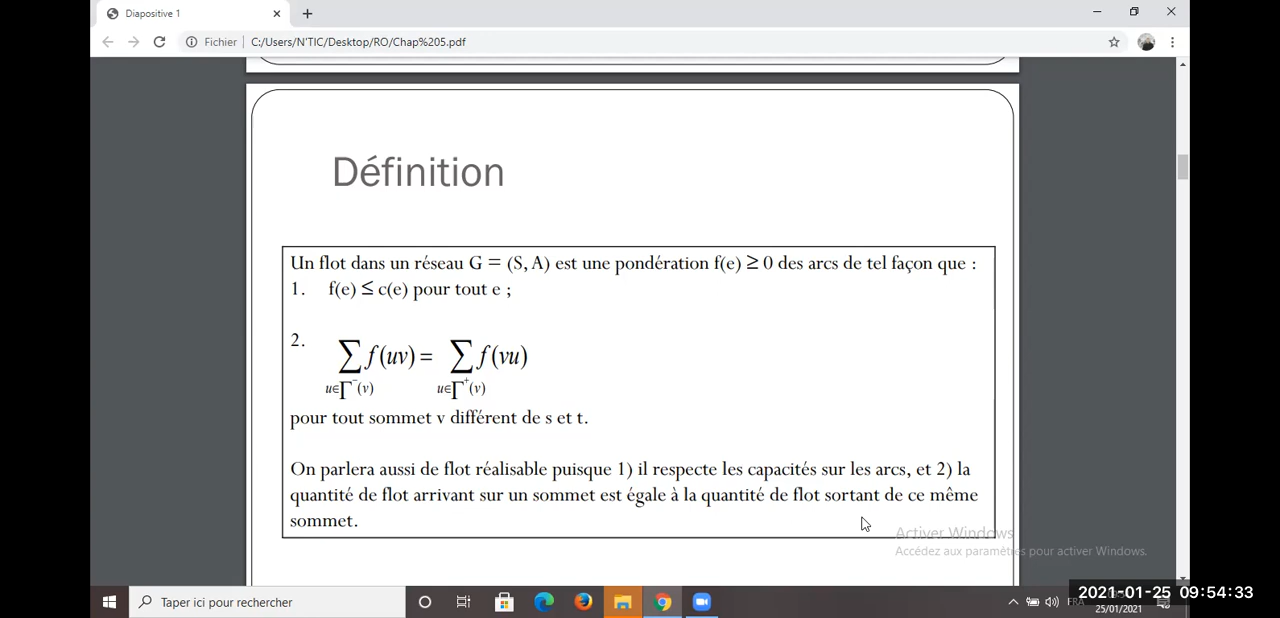 Diapositive 1
Fichier
C:/Users/N'TIC/Desktop/RO/Chap%205.pdf
Définition
Un flot dans un réseau G = (S, A) est une pondération f(e) ≥ 0 des arcs de tel façon que :
1. f(e) ≤ c(e) pour tout e ;
2.
∑ f(uv) = ∑ f(vu)
u∈Γ⁻(v) u∈Γ⁺(v)
pour tout sommet v différent de s et t.
On parlera aussi de flot réalisable puisque 1) il respecte les capacités sur les arcs, et 2) la
quantité de flot arrivant sur un sommet est égale à la quantité de flot sortant de ce même
sommet.
Activer Windows
Accédez aux paramètres pour activer Windows.
Taper ici pour rechercher
FRA
2021-01-25 09:54:33
25/01/2021